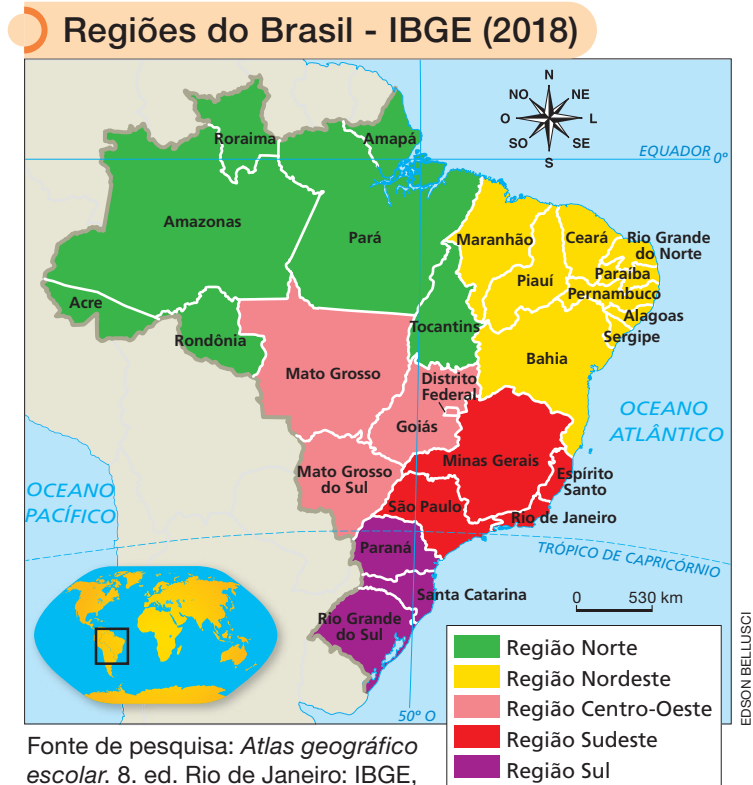 Regiões do Brasil - IBGE (2018)
N
NO
NE
O
L
SO
SE
S
EQUADOR 0º
Roraima
Amapá
Amazonas
Pará
Maranhão
Ceará
Rio Grande
do Norte
Paraíba
Piauí
Pernambuco
Acre
Alagoas
Tocantins
Sergipe
Rondônia
Bahia
Mato Grosso
Distrito
Federal
OCEANO
ATLÂNTICO
Goiás
Minas Gerais
Mato Grosso
do Sul
Espírito
Santo
OCEANO
PACÍFICO
São Paulo
Rio de Janeiro
Paraná
TRÓPICO DE CAPRICÓRNIO
Santa Catarina
0 530 km
Rio Grande
do Sul
Região Norte
Região Nordeste
Região Centro-Oeste
Região Sudeste
Região Sul
50º O
EDSON BELLUSCI
Fonte de pesquisa: Atlas geográfico
escolar. 8. ed. Rio de Janeiro: IBGE,